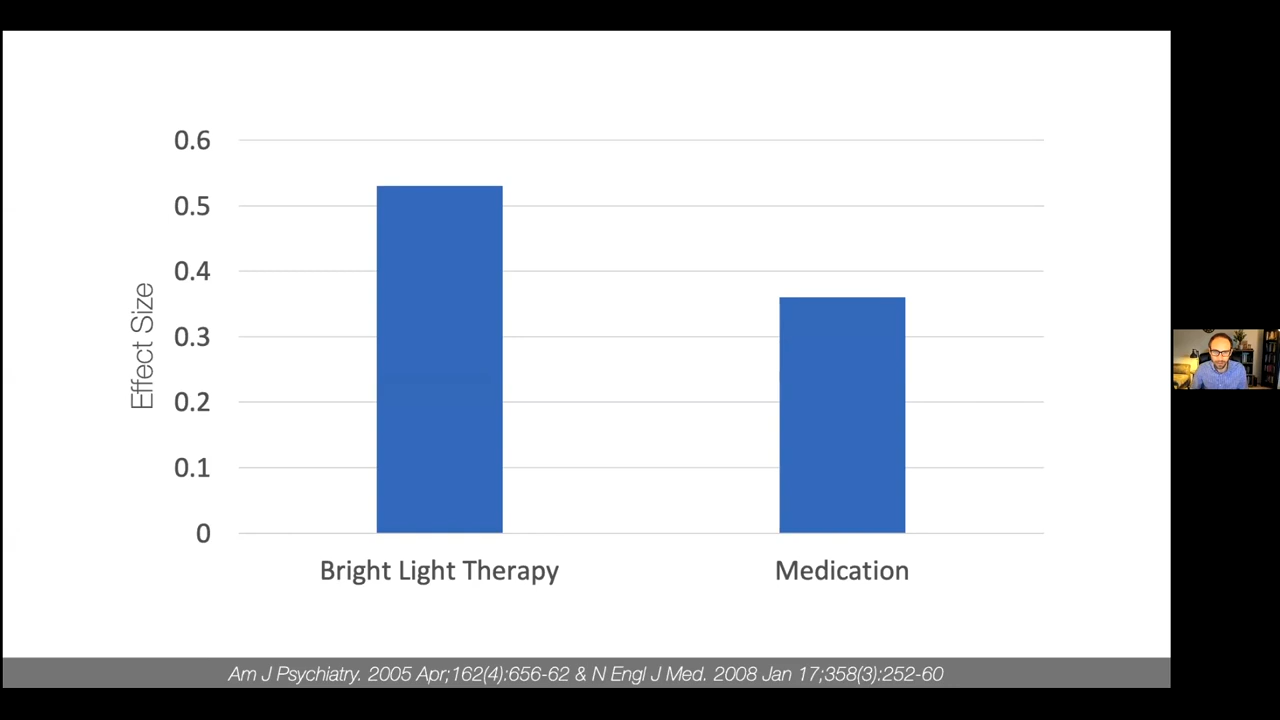 0.6
0.5
0.4
0.3
0.2
0.1
0
Effect Size
Bright Light Therapy
Medication
Am J Psychiatry. 2005 Apr;162(4):656-62 & N Engl J Med. 2008 Jan 17;358(3):252-60